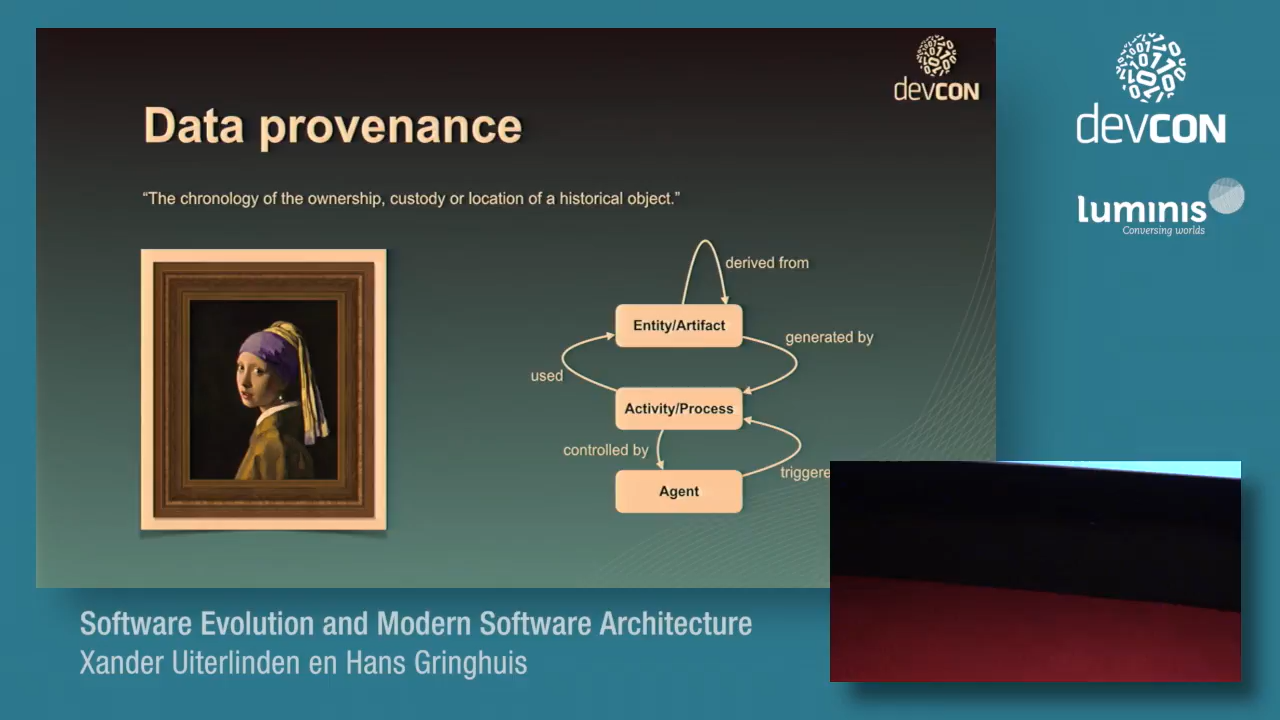 devcon
Data provenance
“The chronology of the ownership, custody or location of a historical object.”
derived from
Entity/Artifact
generated by
used
Activity/Process
controlled by
triggere
Agent
devcon
luminis
Conversing worlds
Software Evolution and Modern Software Architecture
Xander Uiterlinden en Hans Gringhuis